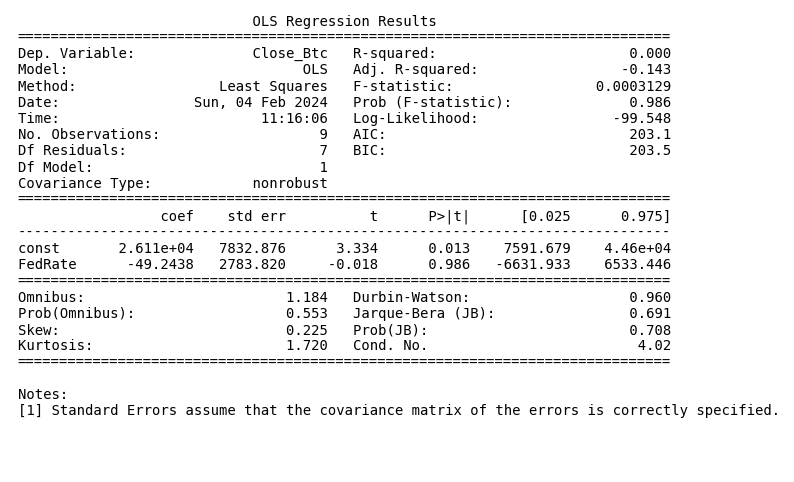 OLS Regression Results
==============================================================================
Dep. Variable:              Close_Btc   R-squared:                       0.000
Model:                            OLS   Adj. R-squared:                 -0.143
Method:                 Least Squares   F-statistic:                 0.0003129
Date:                Sun, 04 Feb 2024   Prob (F-statistic):              0.986
Time:                        11:16:06   Log-Likelihood:                -99.548
No. Observations:                   9   AIC:                             203.1
Df Residuals:                       7   BIC:                             203.5
Df Model:                           1
Covariance Type:            nonrobust
==============================================================================
                 coef    std err          t      P>|t|      [0.025      0.975]
------------------------------------------------------------------------------
const       2.611e+04   7832.876      3.334      0.013    7591.679    4.46e+04
FedRate      -49.2438   2783.820     -0.018      0.986   -6631.933    6533.446
==============================================================================
Omnibus:                        1.184   Durbin-Watson:                   0.960
Prob(Omnibus):                  0.553   Jarque-Bera (JB):                0.691
Skew:                           0.225   Prob(JB):                        0.708
Kurtosis:                       1.720   Cond. No.                         4.02
==============================================================================
Notes:
[1] Standard Errors assume that the covariance matrix of the errors is correctly specified.